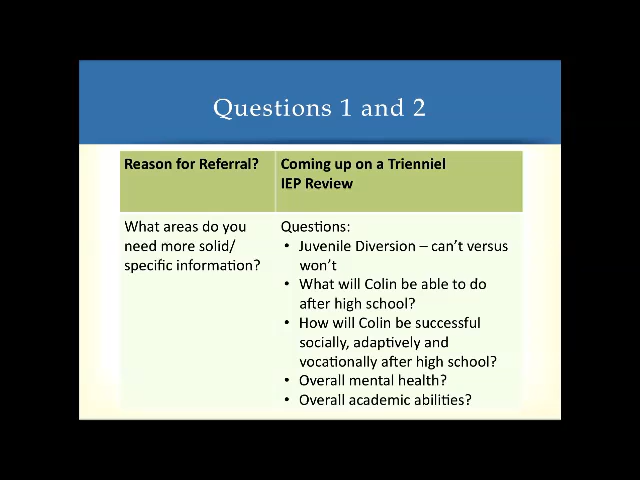 Questions 1 and 2
Reason for Referral?
Coming up on a Trienniel
IEP Review
What areas do you
need more solid/
specific information?
Questions:
• Juvenile Diversion – can't versus
won't
• What will Colin be able to do
after high school?
• How will Colin be successful
socially, adaptively and
vocationally after high school?
• Overall mental health?
• Overall academic abilities?